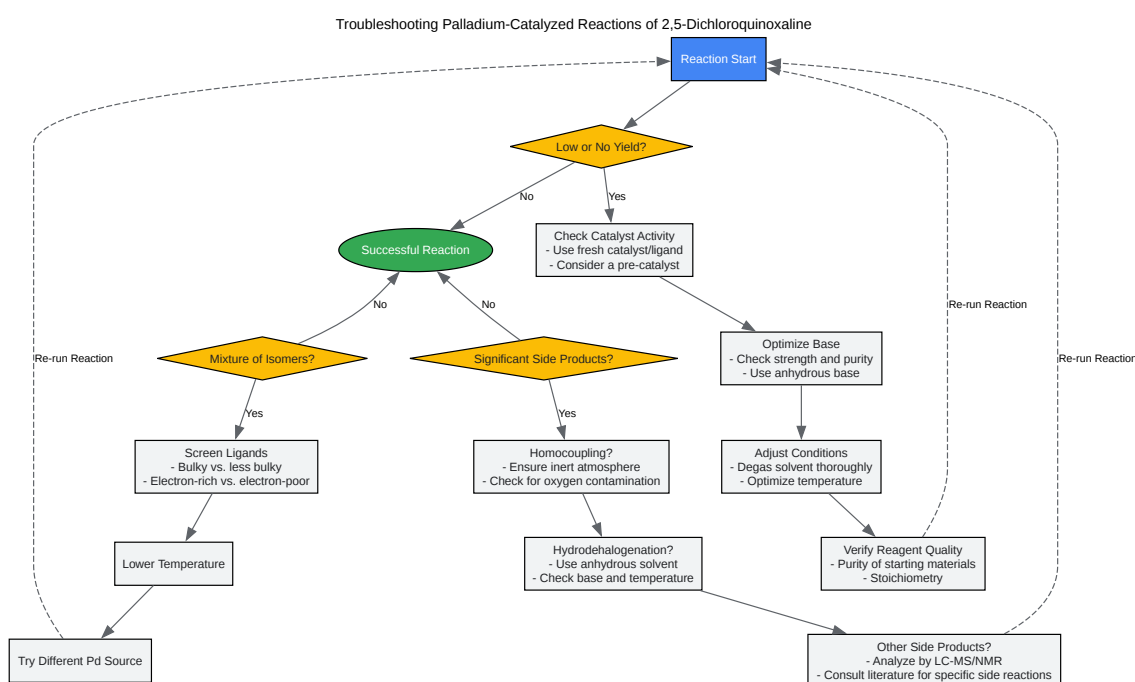 Troubleshooting Palladium-Catalyzed Reactions of 2,5-Dichloroquinoxaline
Reaction Start
Low or No Yield?
No
Yes
Check Catalyst Activity
- Use fresh catalyst/ligand
- Consider a pre-catalyst
Successful Reaction
No
No
Re-run Reaction
Optimize Base
- Check strength and purity
- Use anhydrous base
Re-run Reaction
Mixture of Isomers?
Significant Side Products?
Re-run Reaction
Yes
Yes
Screen Ligands
- Bulky vs. less bulky
- Electron-rich vs. electron-poor
Homocoupling?
- Ensure inert atmosphere
- Check for oxygen contamination
Adjust Conditions
- Degas solvent thoroughly
- Optimize temperature
Lower Temperature
Hydrodehalogenation?
- Use anhydrous solvent
- Check base and temperature
Verify Reagent Quality
- Purity of starting materials
- Stoichiometry
Try Different Pd Source
Other Side Products?
- Analyze by LC-MS/NMR
- Consult literature for specific side reactions